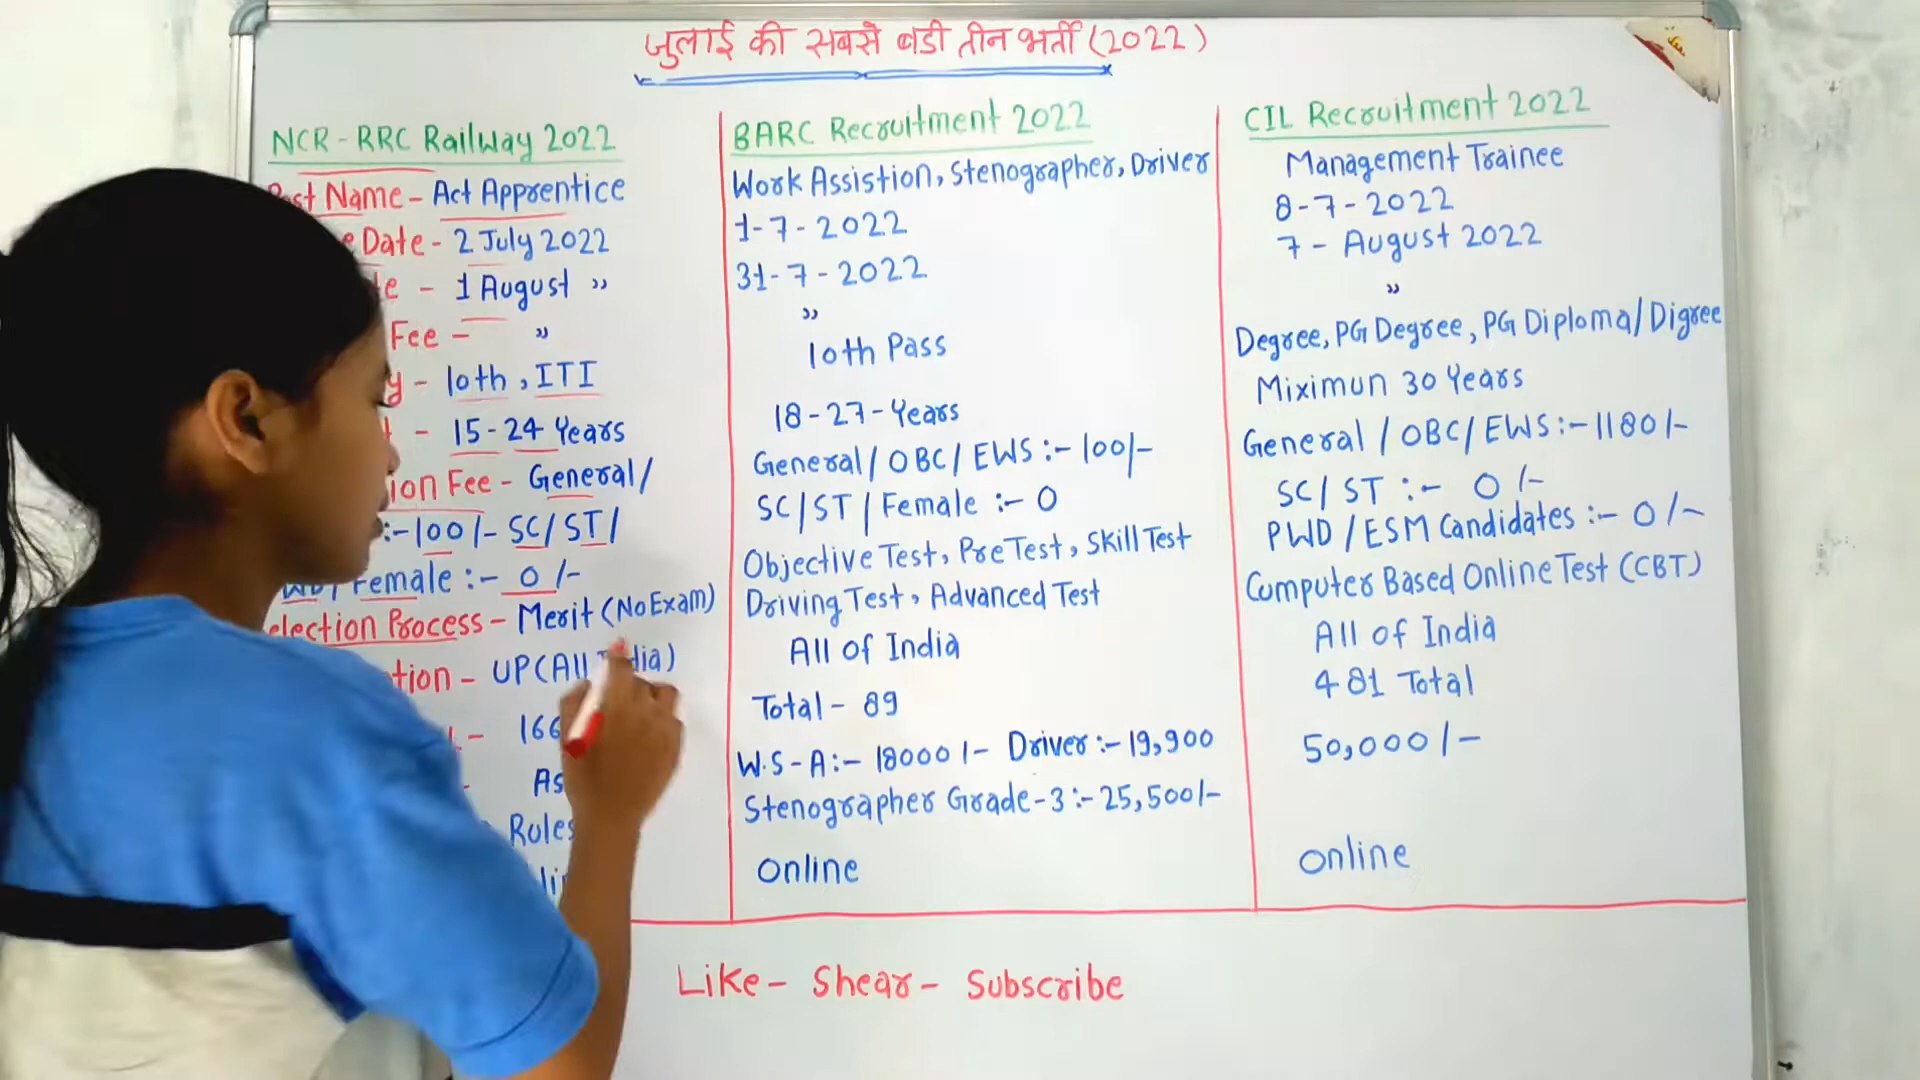 जुलाई की सबसे बडी तीन भर्ती (2022)
NCR - RRC Railway 2022
Name - Act Apprentice
Date - 2 July 2022
- 1 August "
Fee - "
- 10th, ITI
- 15-24 Years
Fee - General/
:- 100/- SC/ST/
Female :- 0/-
Process - Merit (No Exam)
- UP (All
Rules
BARC Recruitment 2022
Work Assistion, Stenographer, Driver
1-7-2022
31-7-2022
"
10th Pass
18-27-Years
General/OBC/EWS :- 100/-
SC/ST/Female :- 0
Objective Test, Pre Test, Skill Test
Driving Test, Advanced Test
All of India
Total - 89
W.S-A:- 18000/- Driver:- 19,900
Stenographer Grade-3:- 25,500/-
Online
CIL Recruitment 2022
Management Trainee
8-7-2022
7 - August 2022
"
Degree, PG Degree, PG Diploma/Digree
Miximun 30 Years
General/OBC/EWS:- 1180/-
SC/ST :- 0/-
PWD/ESM Candidates :- 0/-
Computer Based Online Test (CBT)
All of India
481 Total
50,000/-
Online
Like - Shear - Subscribe